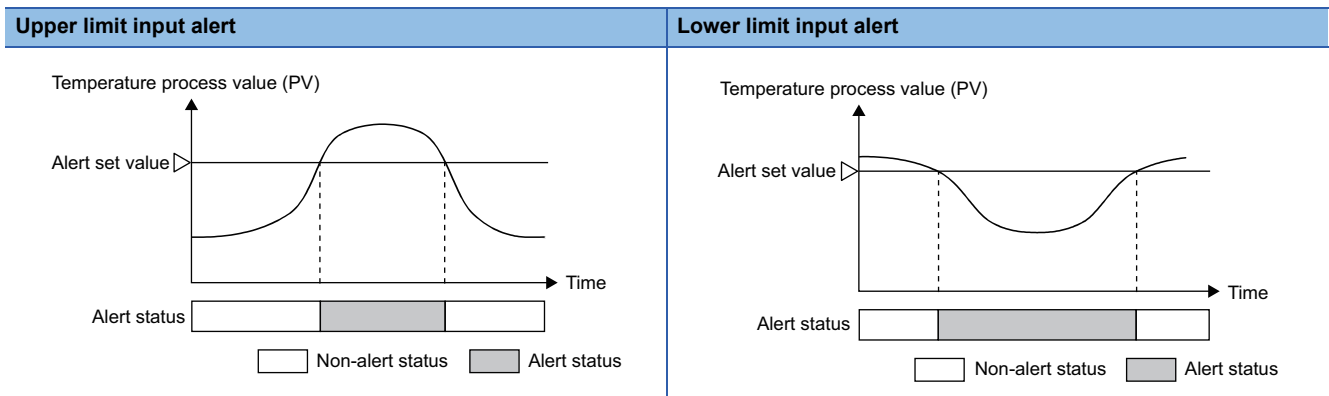 Upper limit input alert
Temperature process value (PV)
Alert set value
Time
Alert status
Non-alert status
Alert status
Lower limit input alert
Temperature process value (PV)
Alert set value
Time
Alert status
Non-alert status
Alert status